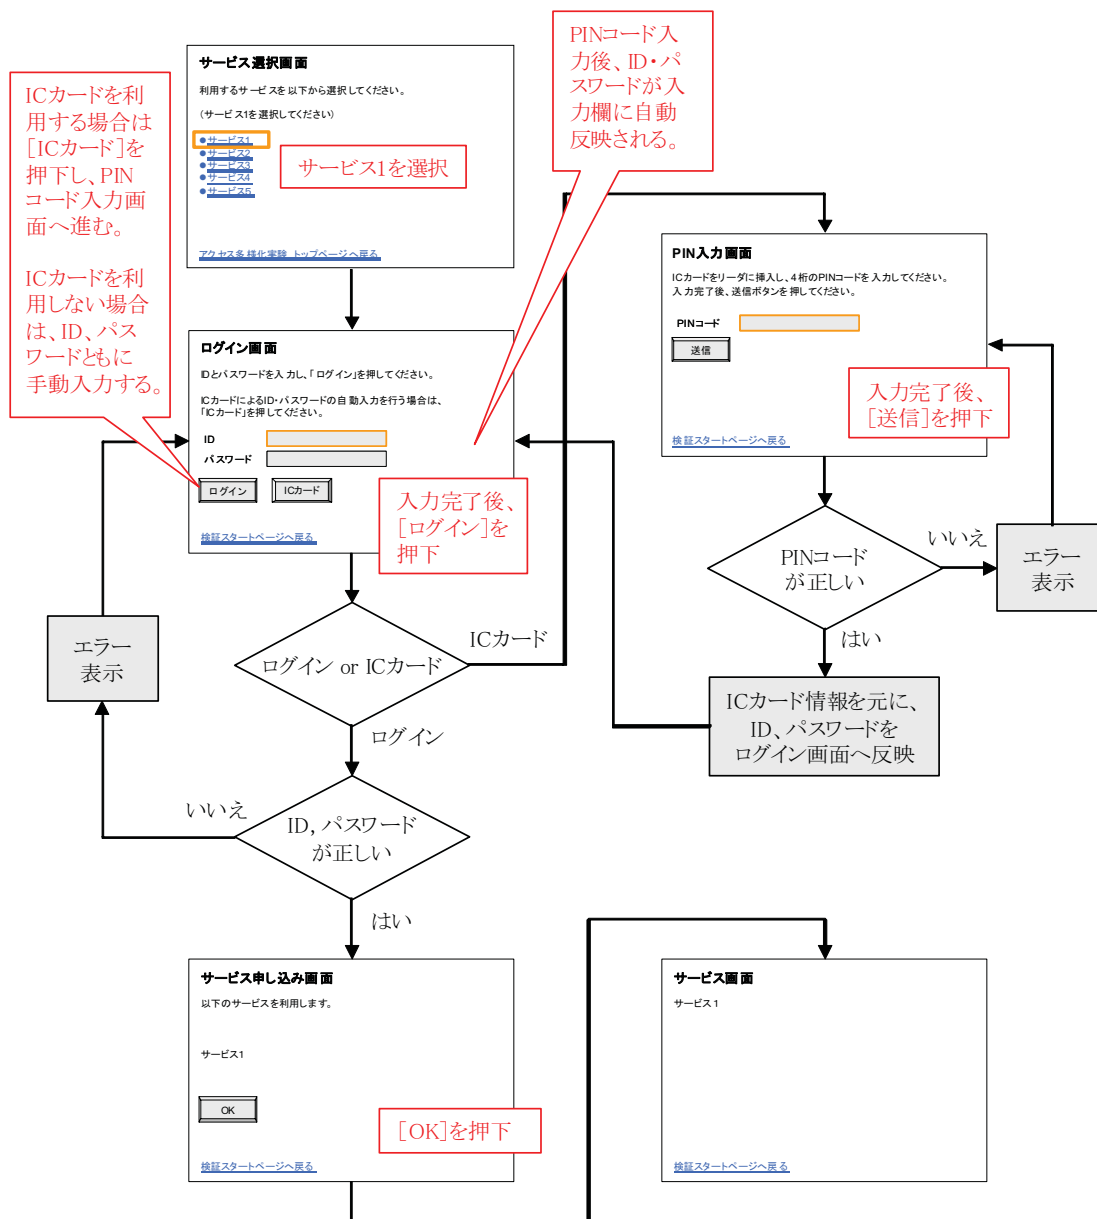 サービス選択画面
利用するサービスを以下から選択してください。
（サービス1を選択してください）
●サービス1
●サービス2
●サービス3
●サービス4
●サービス5
サービス1を選択
アクセス多様化実験 トップページへ戻る
ICカードを利
用する場合は
［ICカード］を
押下し、PIN
コード入力画
面へ進む。
ICカードを利
用しない場合
は、ID、パス
ワードともに
手動入力する。
PINコード入
力後、ID・パ
スワードが入
力欄に自動
反映される。
ログイン画面
IDとパスワードを入力し、「ログイン」を押してください。
ICカードによるID・パスワードの自動入力を行う場合は、
「ICカード」を押してください。
ID
パスワード
ログイン
ICカード
検証スタートページへ戻る
入力完了後、
［ログイン］を
押下
PIN入力画面
ICカードをリーダに挿入し、4桁のPINコードを入力してください。
入力完了後、送信ボタンを押してください。
PINコード
送信
検証スタートページへ戻る
入力完了後、
［送信］を押下
PINコード
が正しい
いいえ
エラー
表示
はい
ICカード情報を元に、
ID、パスワードを
ログイン画面へ反映
ログイン or ICカード
ICカード
ログイン
エラー
表示
いいえ
ID, パスワード
が正しい
はい
サービス申し込み画面
以下のサービスを利用します。
サービス1
OK
［OK］を押下
検証スタートページへ戻る
サービス画面
サービス1
検証スタートページへ戻る